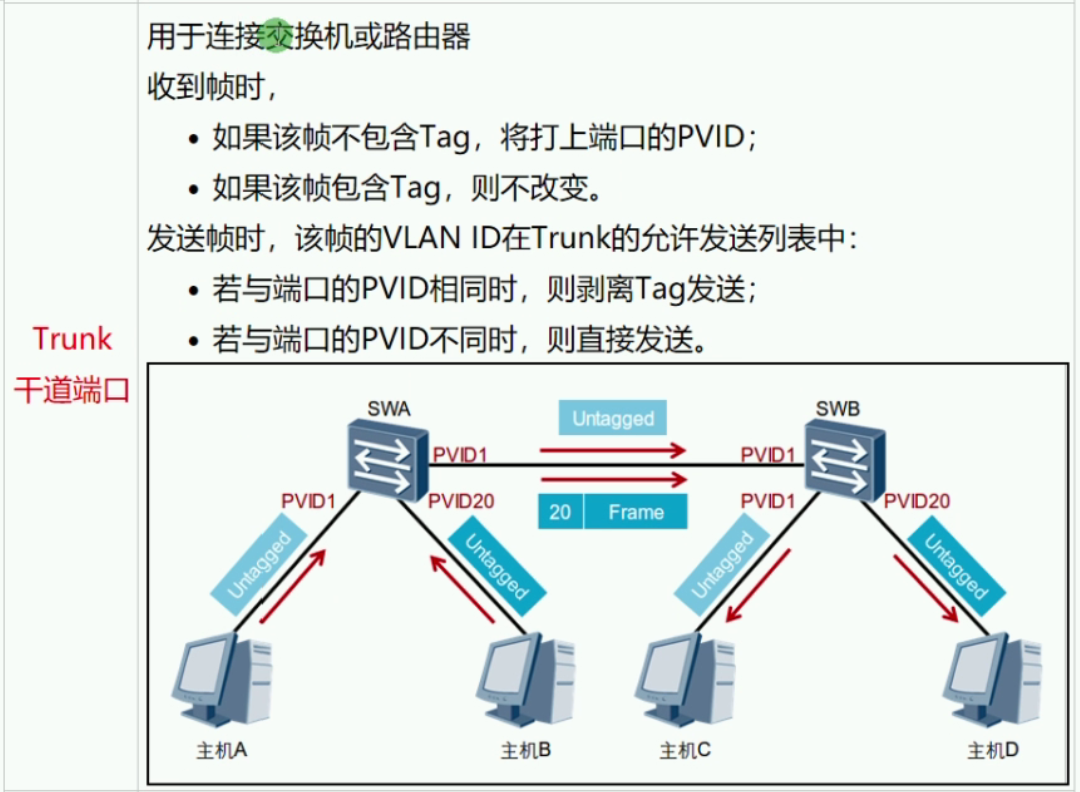 用于连接交换机或路由器
收到帧时，
• 如果该帧不包含Tag，将打上端口的PVID；
• 如果该帧包含Tag，则不改变。
发送帧时，该帧的VLAN ID在Trunk的允许发送列表中：
• 若与端口的PVID相同时，则剥离Tag发送；
• 若与端口的PVID不同时，则直接发送。
Trunk
干道端口
SWA
Untagged
SWB
PVID1
PVID1
PVID1
PVID20
20 Frame
PVID1
PVID20
Untagged
Untagged
Untagged
Untagged
主机A
主机B
主机C
主机D